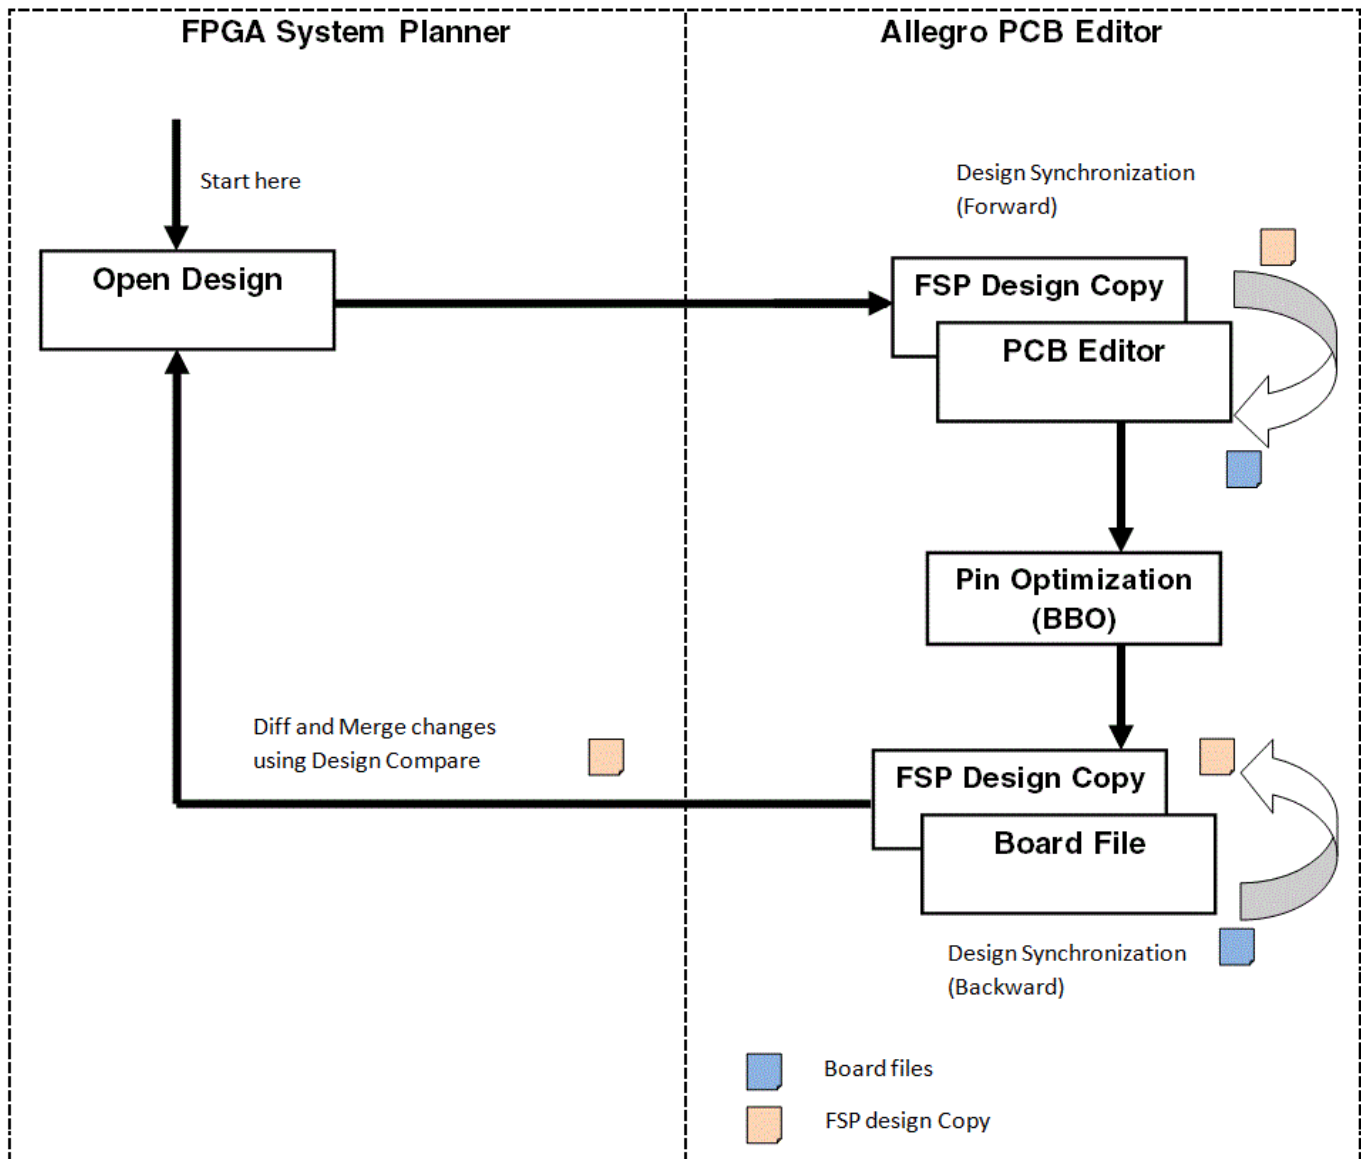 FPGA System Planner
Allegro PCB Editor
Start here
Design Synchronization
(Forward)
Open Design
FSP Design Copy
PCB Editor
Pin Optimization
(BBO)
Diff and Merge changes
using Design Compare
FSP Design Copy
Board File
Design Synchronization
(Backward)
Board files
FSP design Copy